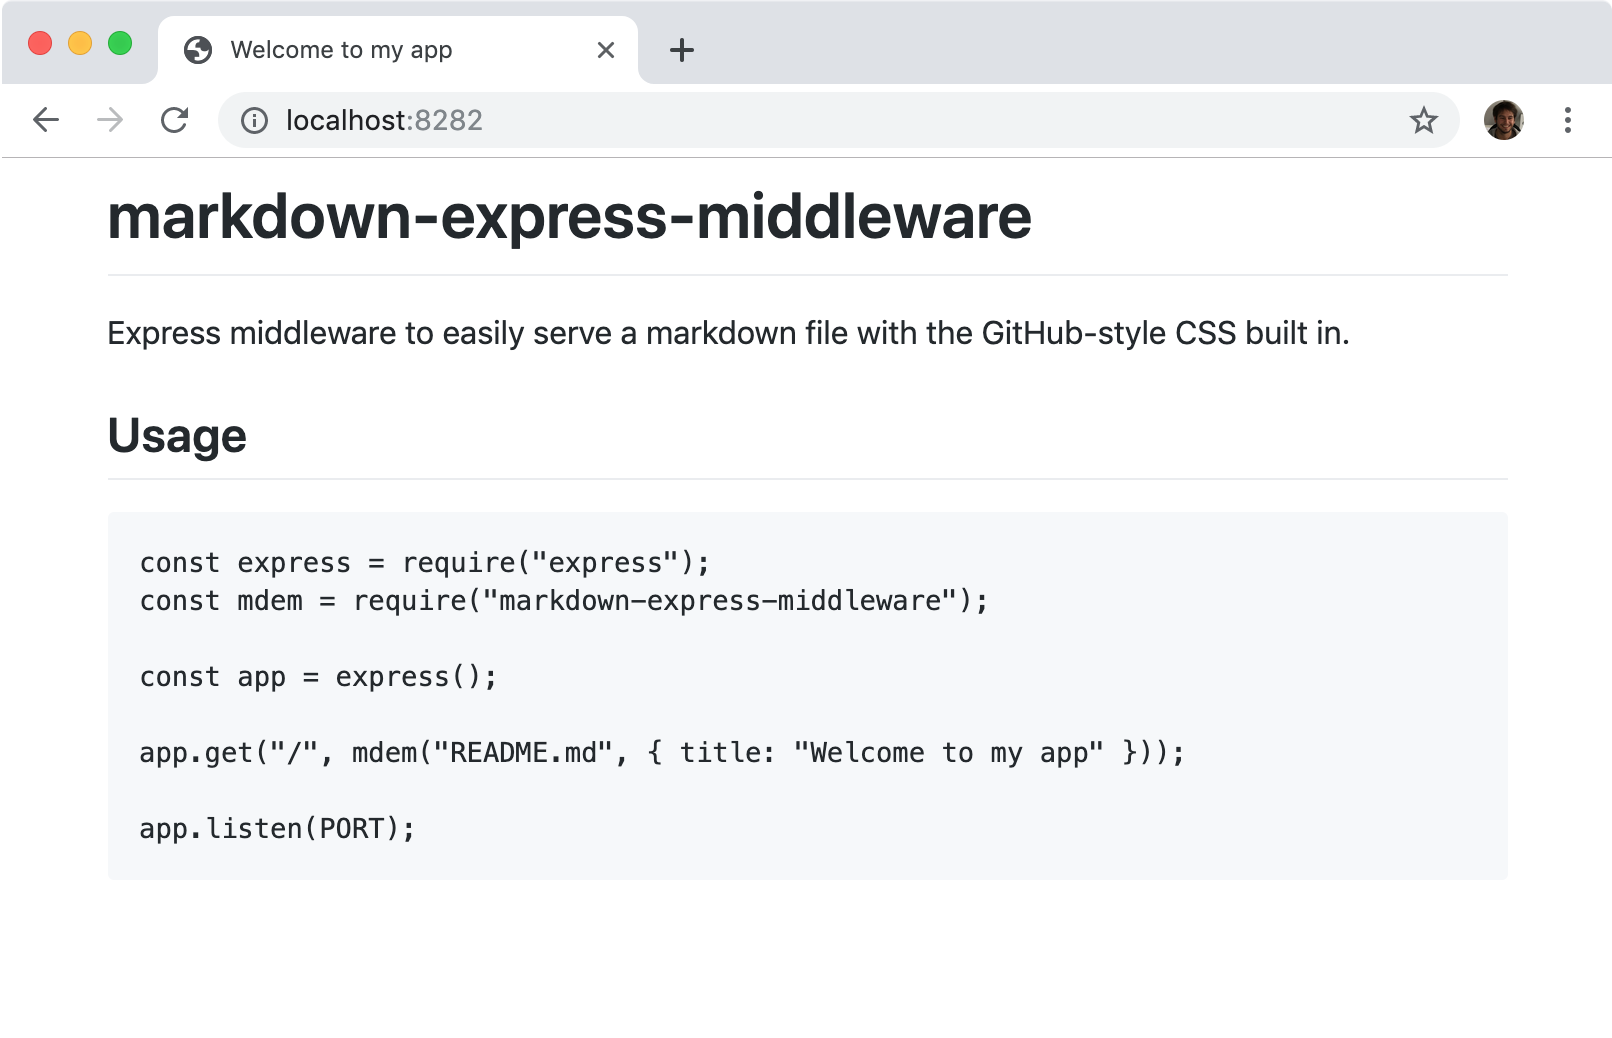 Welcome to my app
localhost:8282
markdown-express-middleware
Express middleware to easily serve a markdown file with the GitHub-style CSS built in.
Usage
const express = require("express");
const mdem = require("markdown-express-middleware");
const app = express();
app.get("/", mdem("README.md", { title: "Welcome to my app" }));
app.listen(PORT);